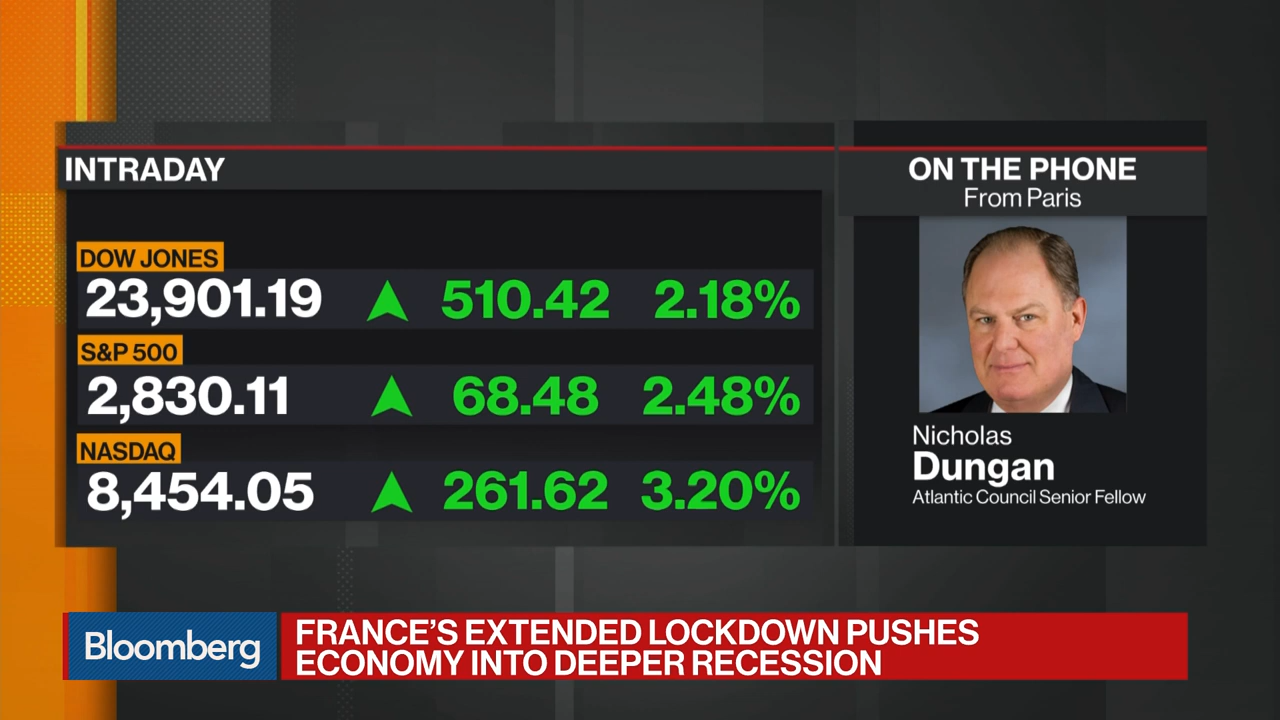 INTRADAY
DOW JONES
23,901.19 ▲ 510.42 2.18%
S&P 500
2,830.11 ▲ 68.48 2.48%
NASDAQ
8,454.05 ▲ 261.62 3.20%
ON THE PHONE
From Paris
Nicholas
Dungan
Atlantic Council Senior Fellow
Bloomberg
FRANCE'S EXTENDED LOCKDOWN PUSHES
ECONOMY INTO DEEPER RECESSION